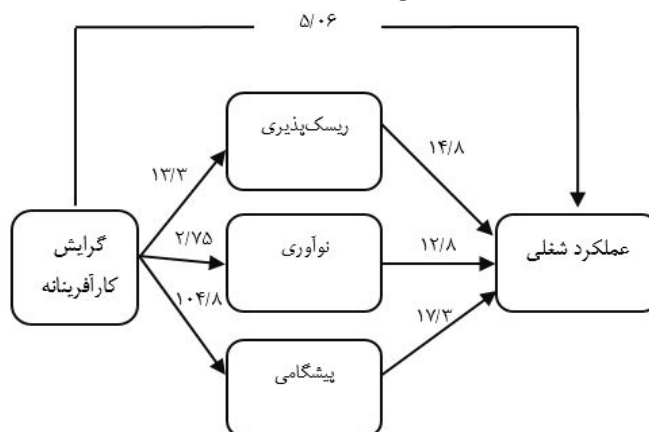 ۵/۰۶
ریسک‌پذیری
۱۴/۸
۱۳/۳
گرایش
کارآفرینانه
۲/۷۵
نوآوری
۱۲/۸
عملکرد شغلی
۱۰۴/۸
۱۷/۳
پیشگامی